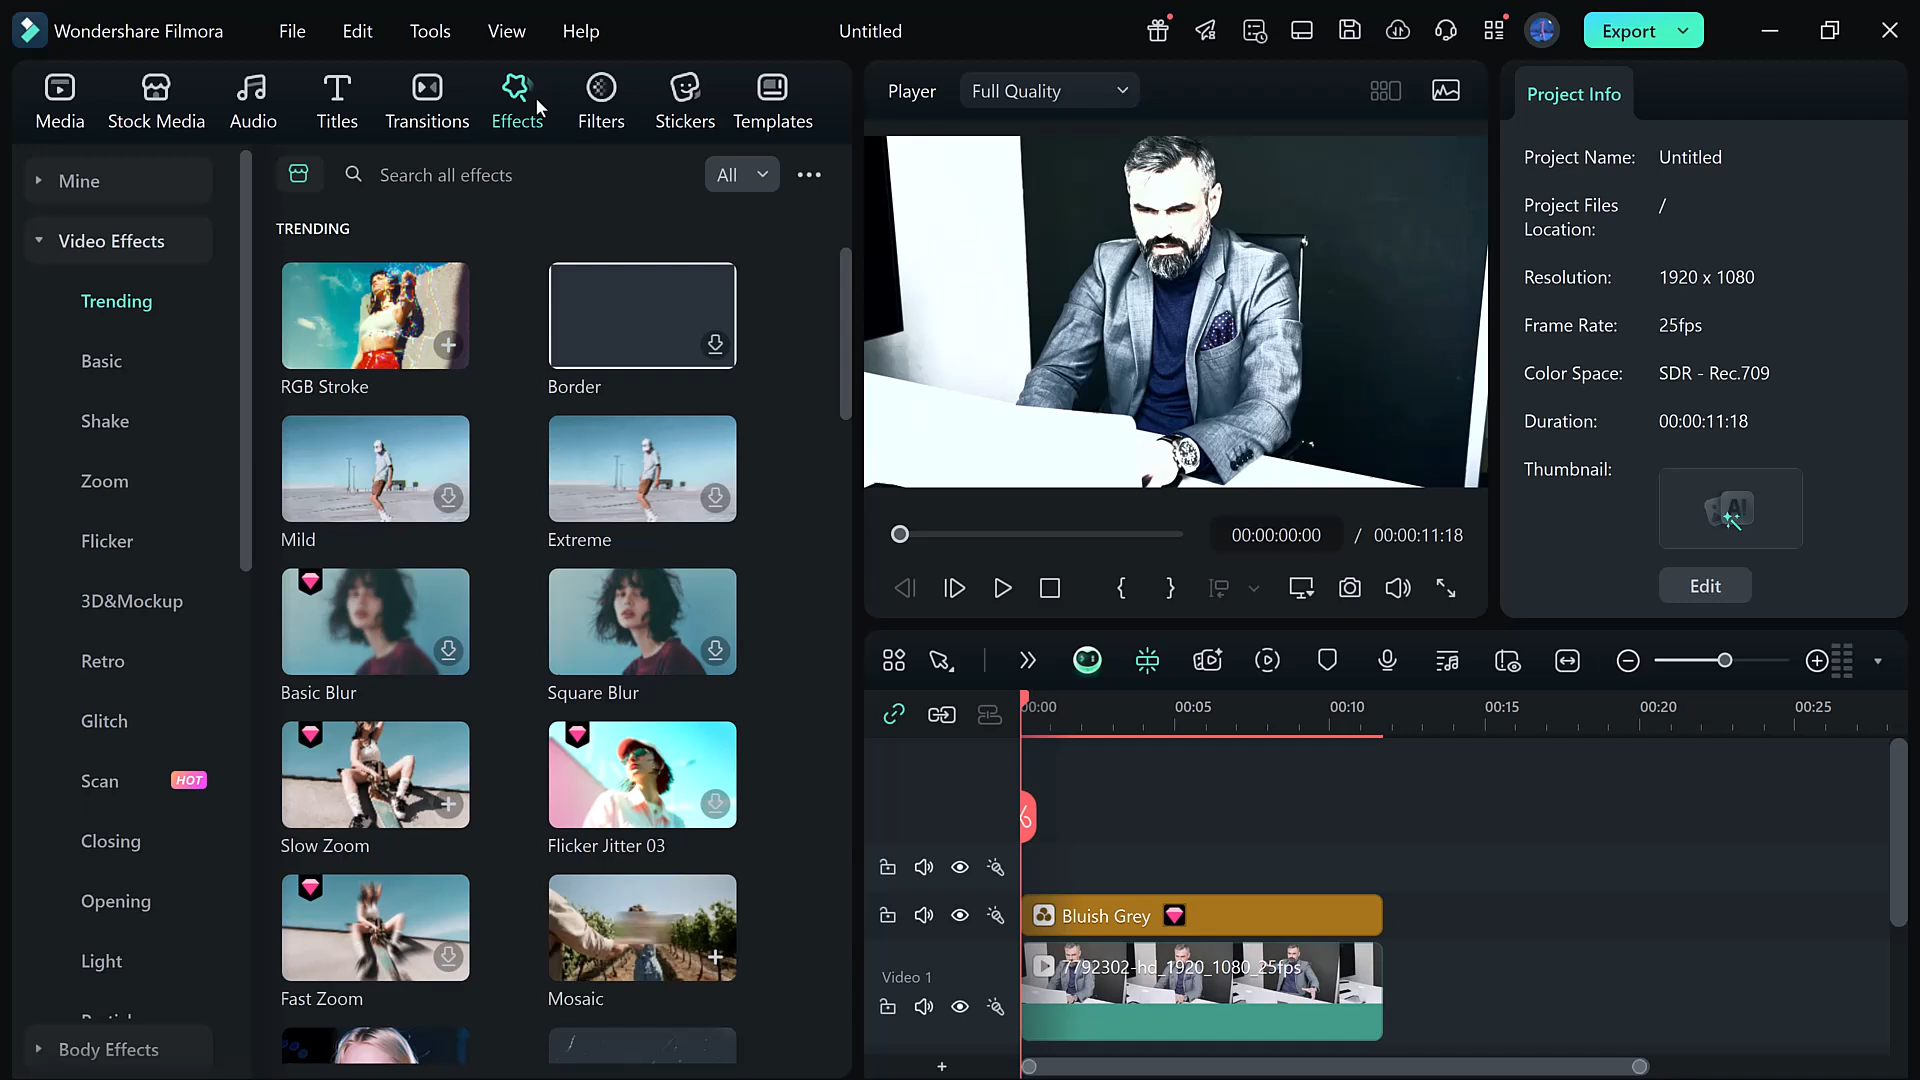 Wondershare Filmora
File
Edit
Tools
View
Help
Untitled
Export
Media
Stock Media
Audio
Titles
Transitions
Effects
Filters
Stickers
Templates
Mine
Video Effects
Trending
Basic
Shake
Zoom
Flicker
3D&Mockup
Retro
Glitch
Scan
HOT
Closing
Opening
Light
Body Effects
Search all effects
All
TRENDING
RGB Stroke
Border
Mild
Extreme
Basic Blur
Square Blur
Slow Zoom
Flicker Jitter 03
Fast Zoom
Mosaic
Player
Full Quality
00:00:00:00
/
00:00:11:18
{
}
Project Info
Project Name:
Untitled
Project Files
Location:
/
Resolution:
1920 x 1080
Frame Rate:
25fps
Color Space:
SDR - Rec.709
Duration:
00:00:11:18
Thumbnail:
AI
Edit
00:00
00:05
00:10
00:15
00:20
00:25
Bluish Grey
Video 1
7792302-hd_1920_1080_25fps